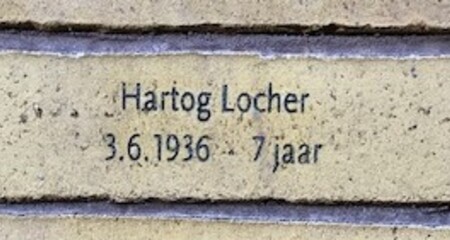 Hartog Locher
3.6.1936 - 7 jaar